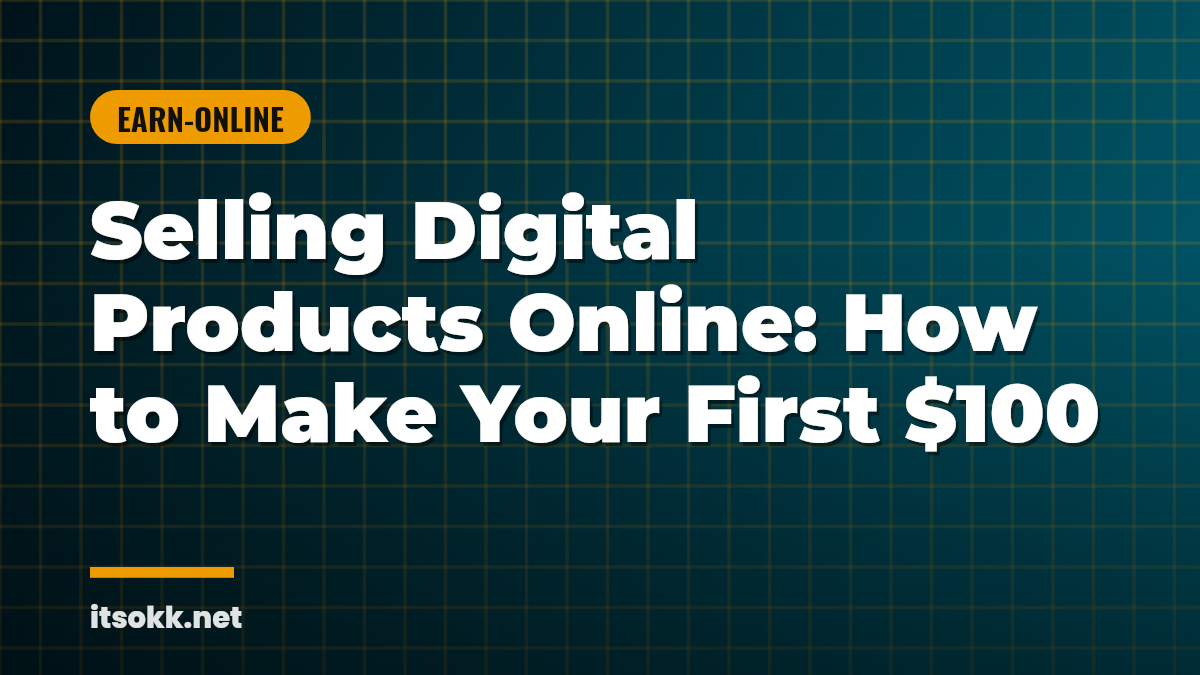 EARN-ONLINE
Selling Digital
Products Online: How
to Make Your First $100
itsokk.net